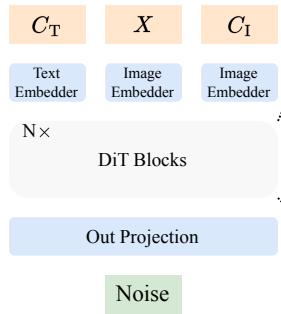 C_T X C_I
Text Embedder Image Embedder Image Embedder
N×
DiT Blocks
Out Projection
Noise